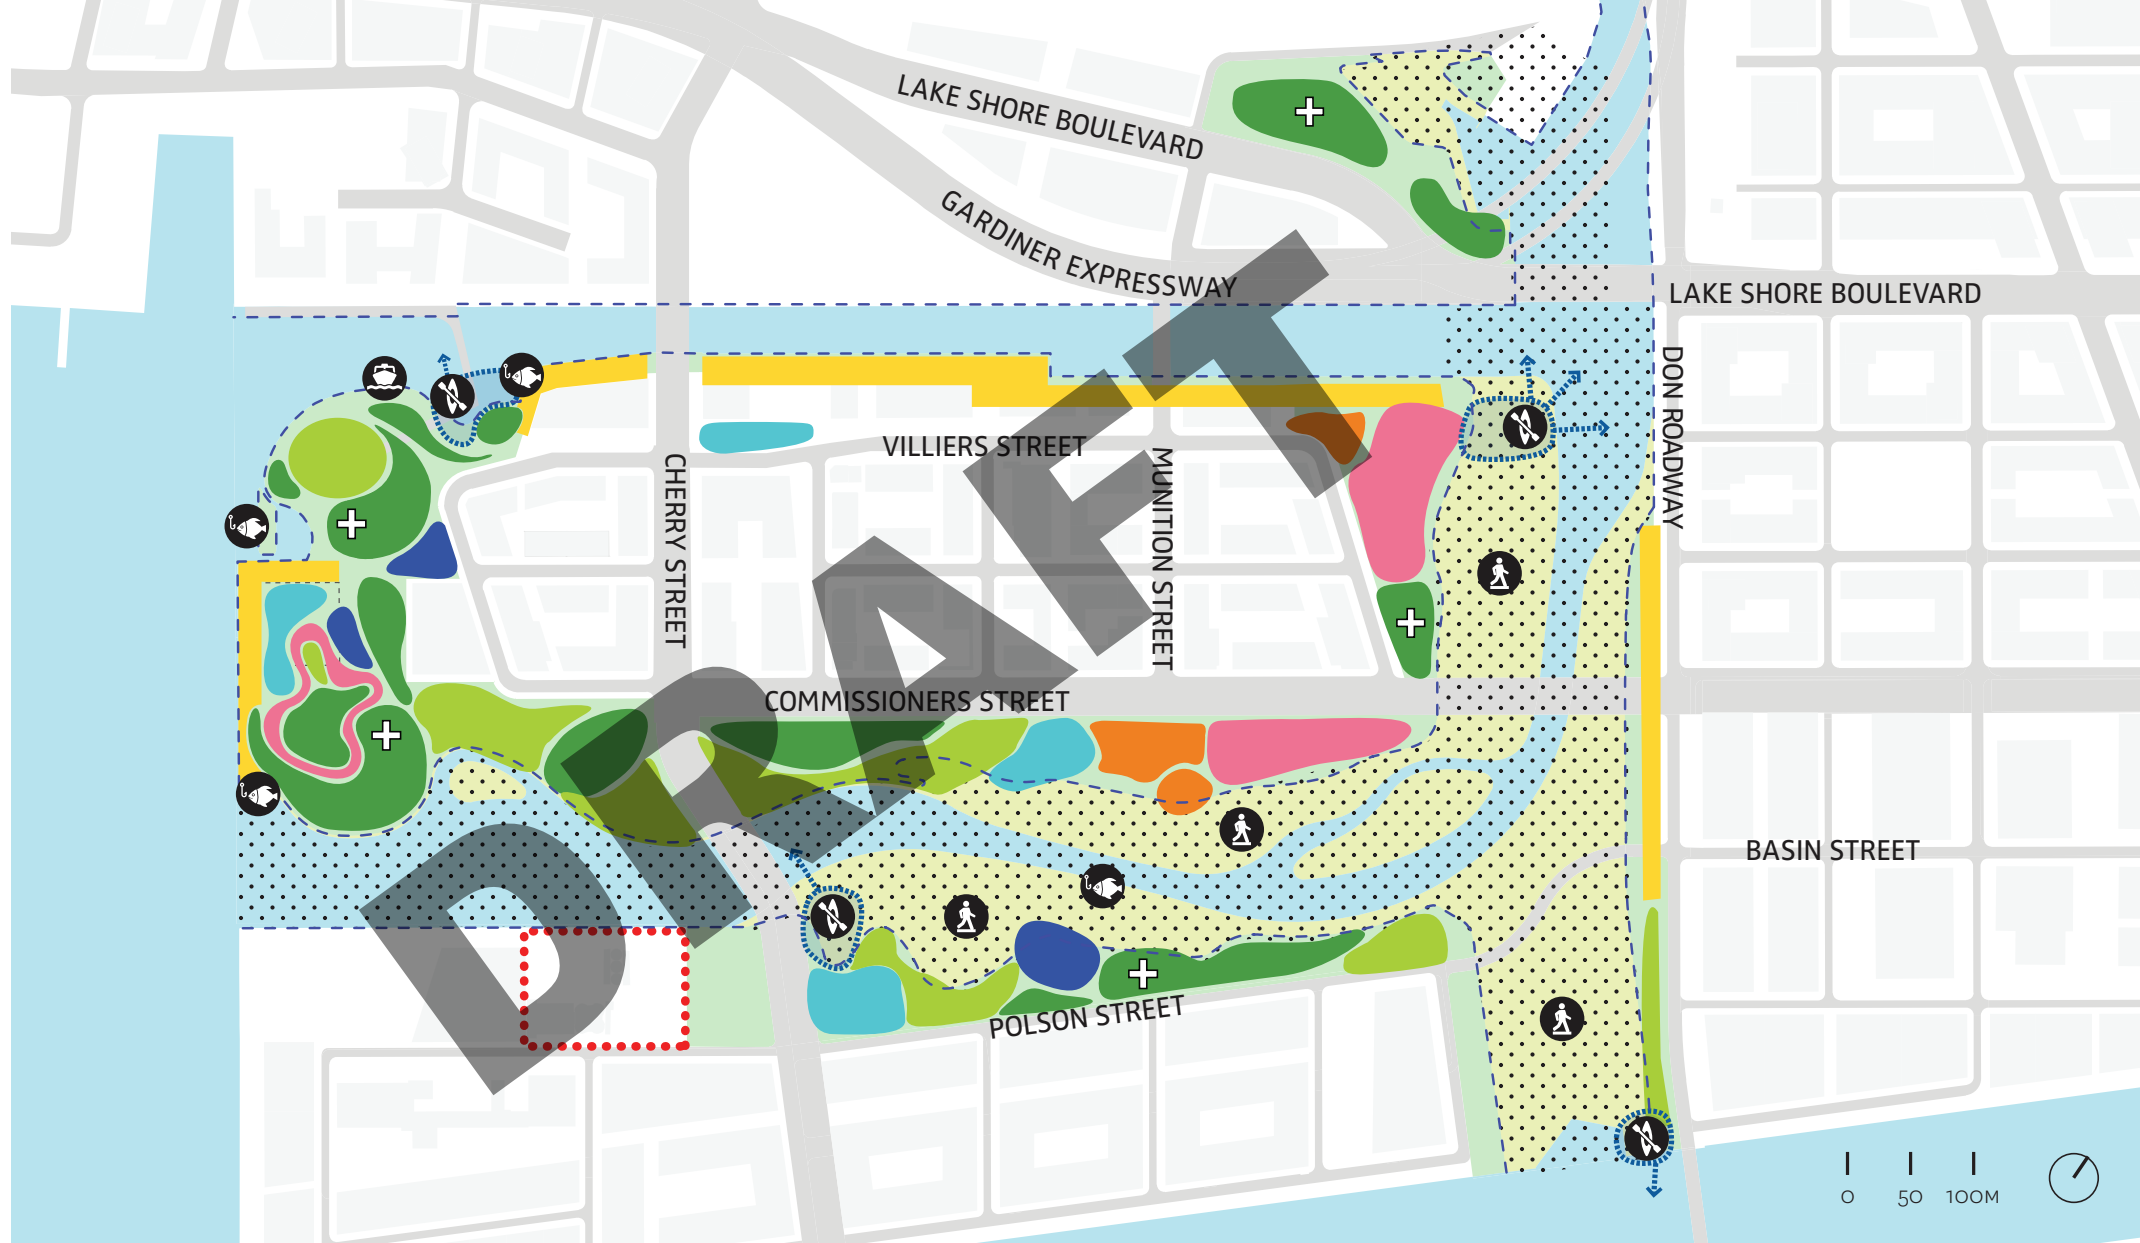 LAKE SHORE BOULEVARD
GARDINER EXPRESSWAY
LAKE SHORE BOULEVARD
DON ROADWAY
VILLIERS STREET
CHERRY STREET
MUNITION STREET
DRAFT
COMMISSIONERS STREET
BASIN STREET
POLSON STREET
0 50 100M